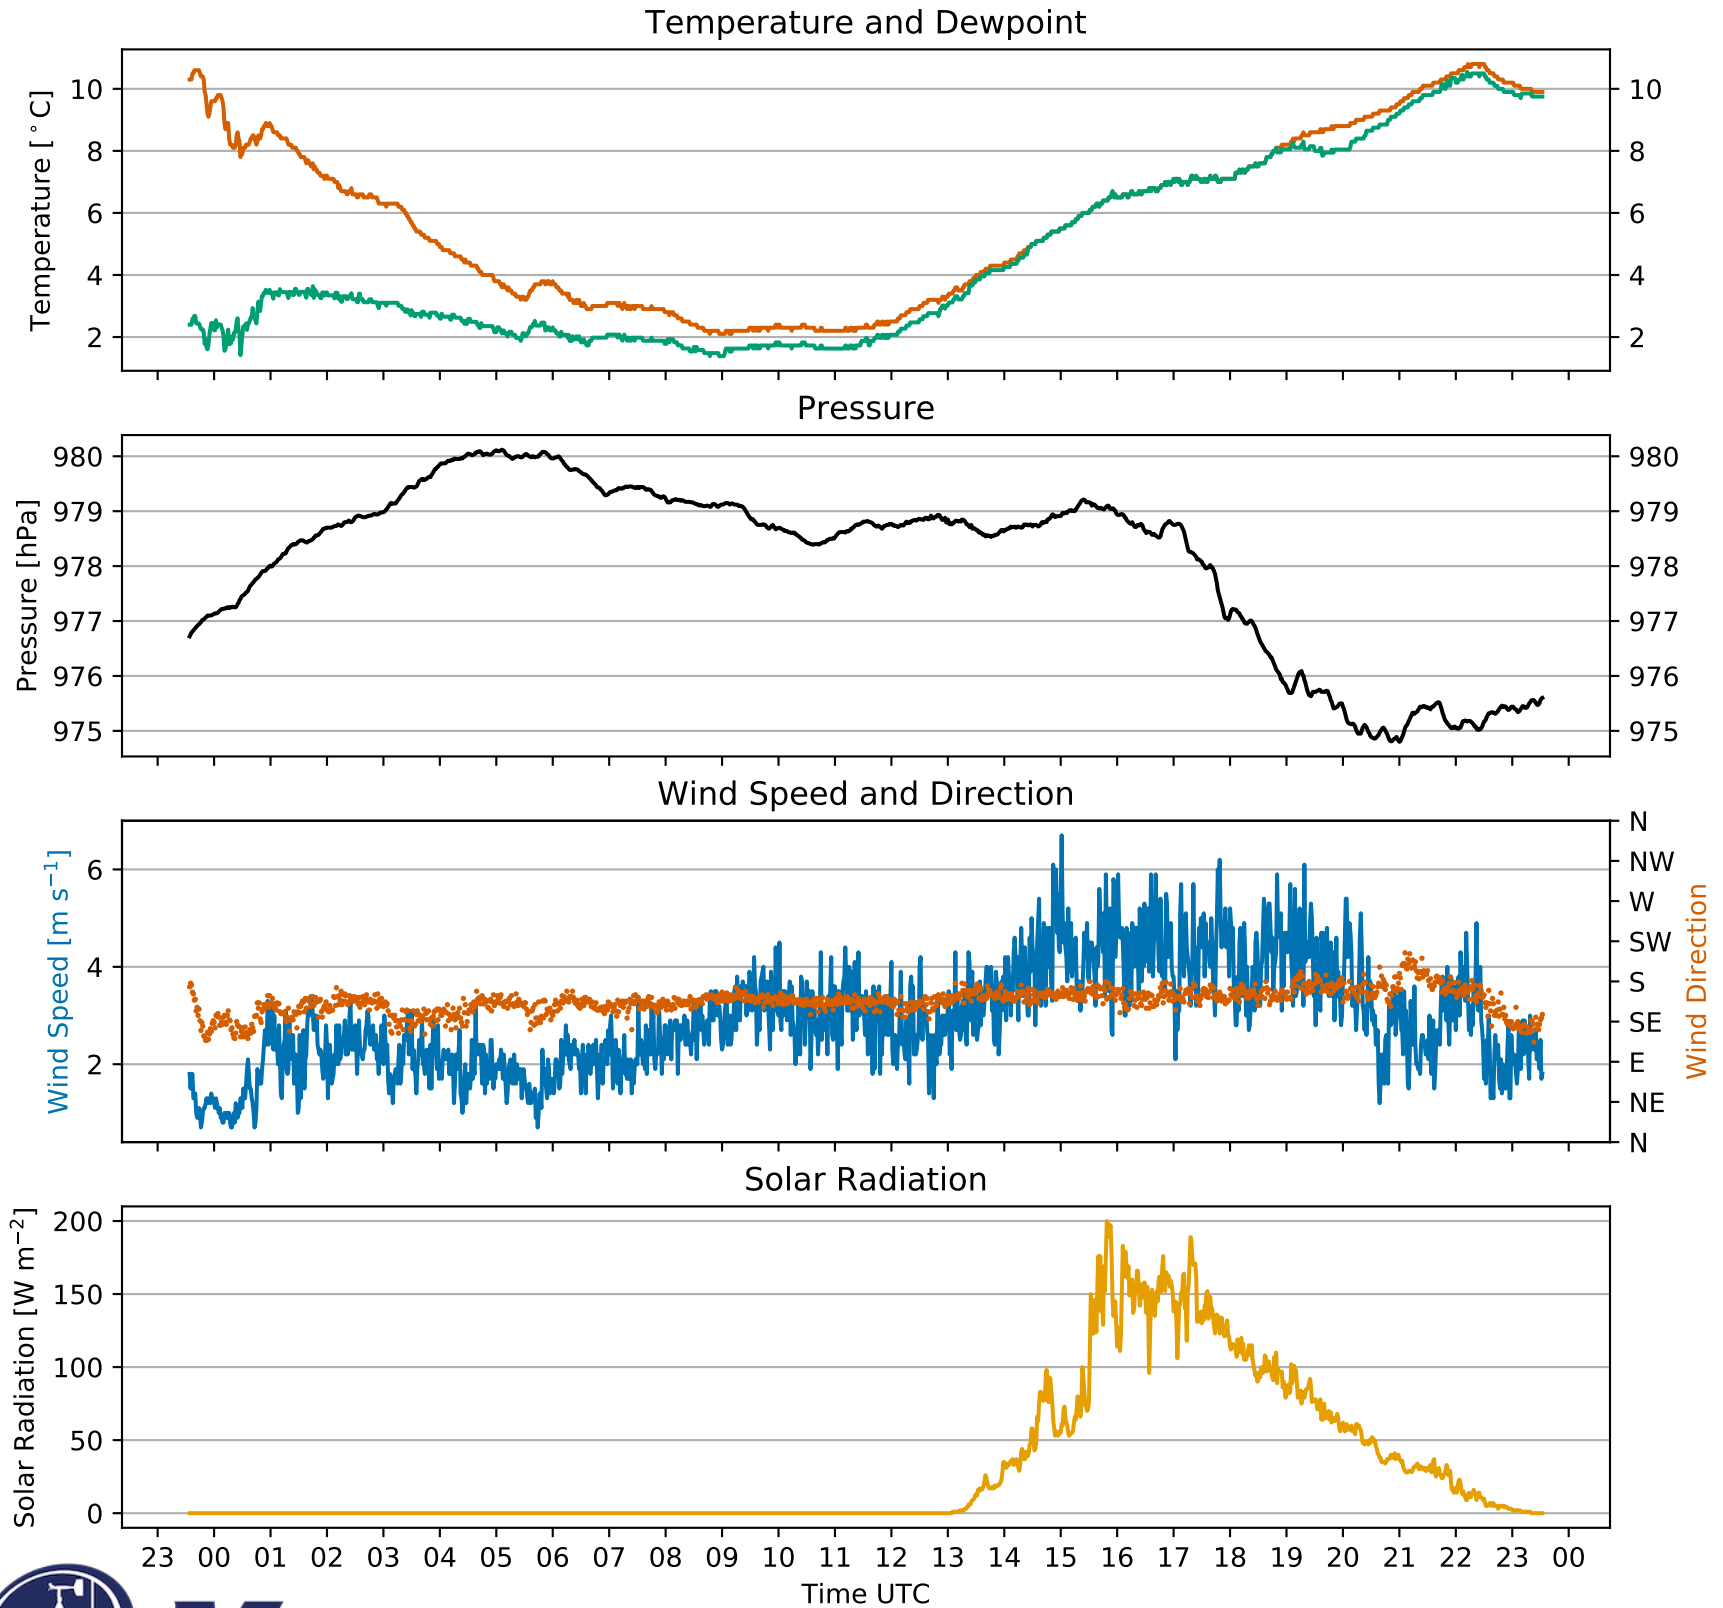 Temperature and Dewpoint
Temperature [°C]
10 10
8 8
6 6
4 4
2 2
Pressure
Pressure [hPa]
980 980
979 979
978 978
977 977
976 976
975 975
Wind Speed and Direction
Wind Speed [m s⁻¹]
Wind Direction
6
4
2
N
NW
W
SW
S
SE
E
NE
N
Solar Radiation
Solar Radiation [W m⁻²]
200
150
100
50
0
23 00 01 02 03 04 05 06 07 08 09 10 11 12 13 14 15 16 17 18 19 20 21 22 23 00
Time UTC